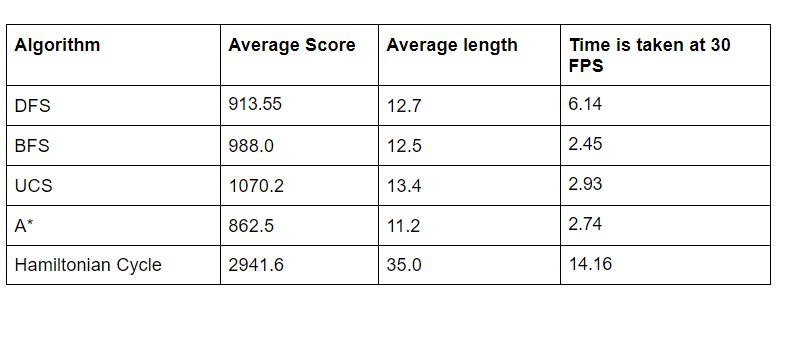 Algorithm Average Score Average length Time is taken at 30
FPS
DFS 913.55 12.7 6.14
BFS 988.0 12.5 2.45
UCS 1070.2 13.4 2.93
A* 862.5 11.2 2.74
Hamiltonian Cycle 2941.6 35.0 14.16